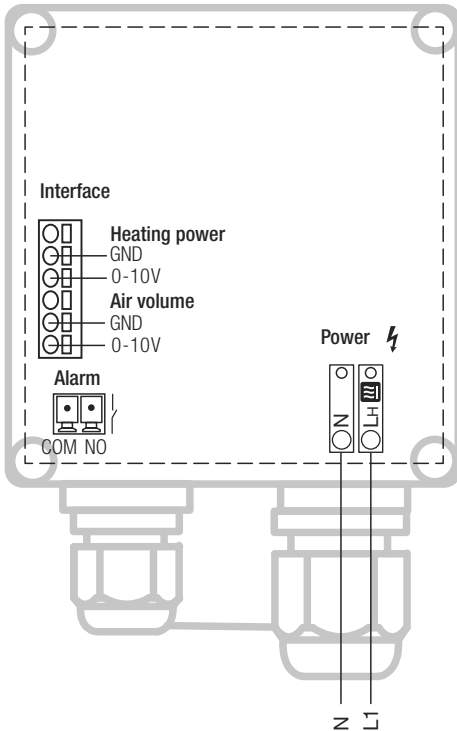 Interface
Heating power
GND
0-10V
Air volume
GND
0-10V
Power
Alarm
COM NO
N
LH
N
L1